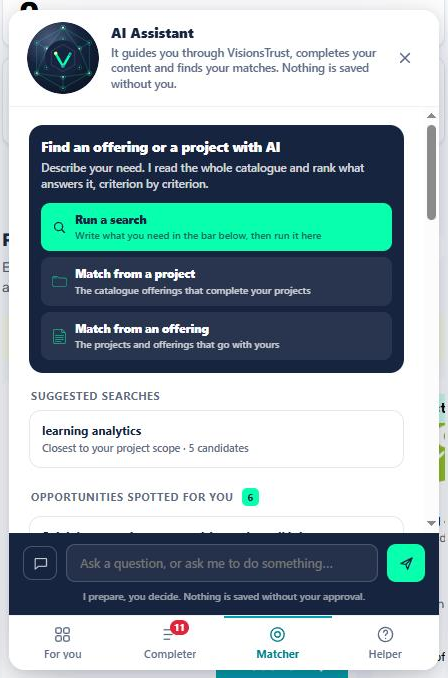 AI Assistant
It guides you through VisionsTrust, completes your
content and finds your matches. Nothing is saved
without you.
Find an offering or a project with AI
Describe your need. I read the whole catalogue and rank what
answers it, criterion by criterion.
Run a search
Write what you need in the bar below, then run it here
Match from a project
The catalogue offerings that complete your projects
Match from an offering
The projects and offerings that go with yours
SUGGESTED SEARCHES
learning analytics
Closest to your project scope · 5 candidates
OPPORTUNITIES SPOTTED FOR YOU 6
Ask a question, or ask me to do something...
I prepare, you decide. Nothing is saved without your approval.
11
For you
Completer
Matcher
Helper